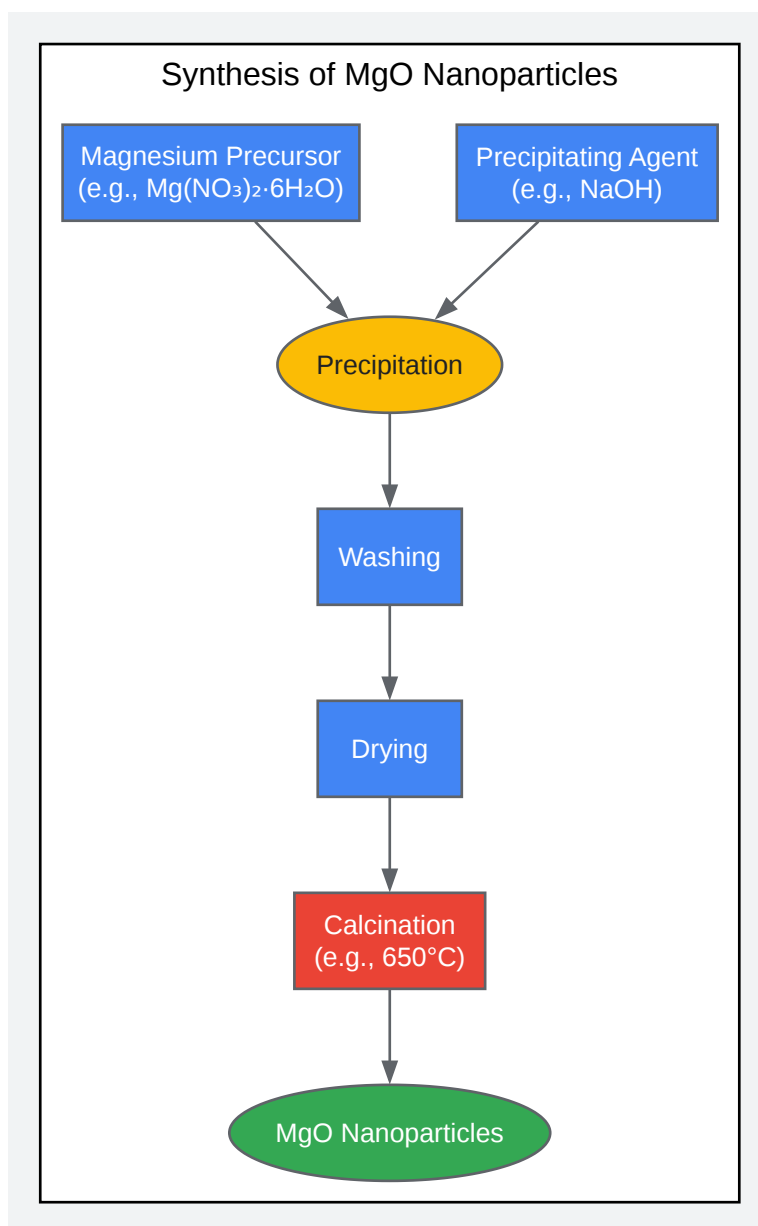 Synthesis of MgO Nanoparticles
Magnesium Precursor
(e.g., Mg(NO₃)₂·6H₂O)
Precipitating Agent
(e.g., NaOH)
Precipitation
Washing
Drying
Calcination
(e.g., 650°C)
MgO Nanoparticles